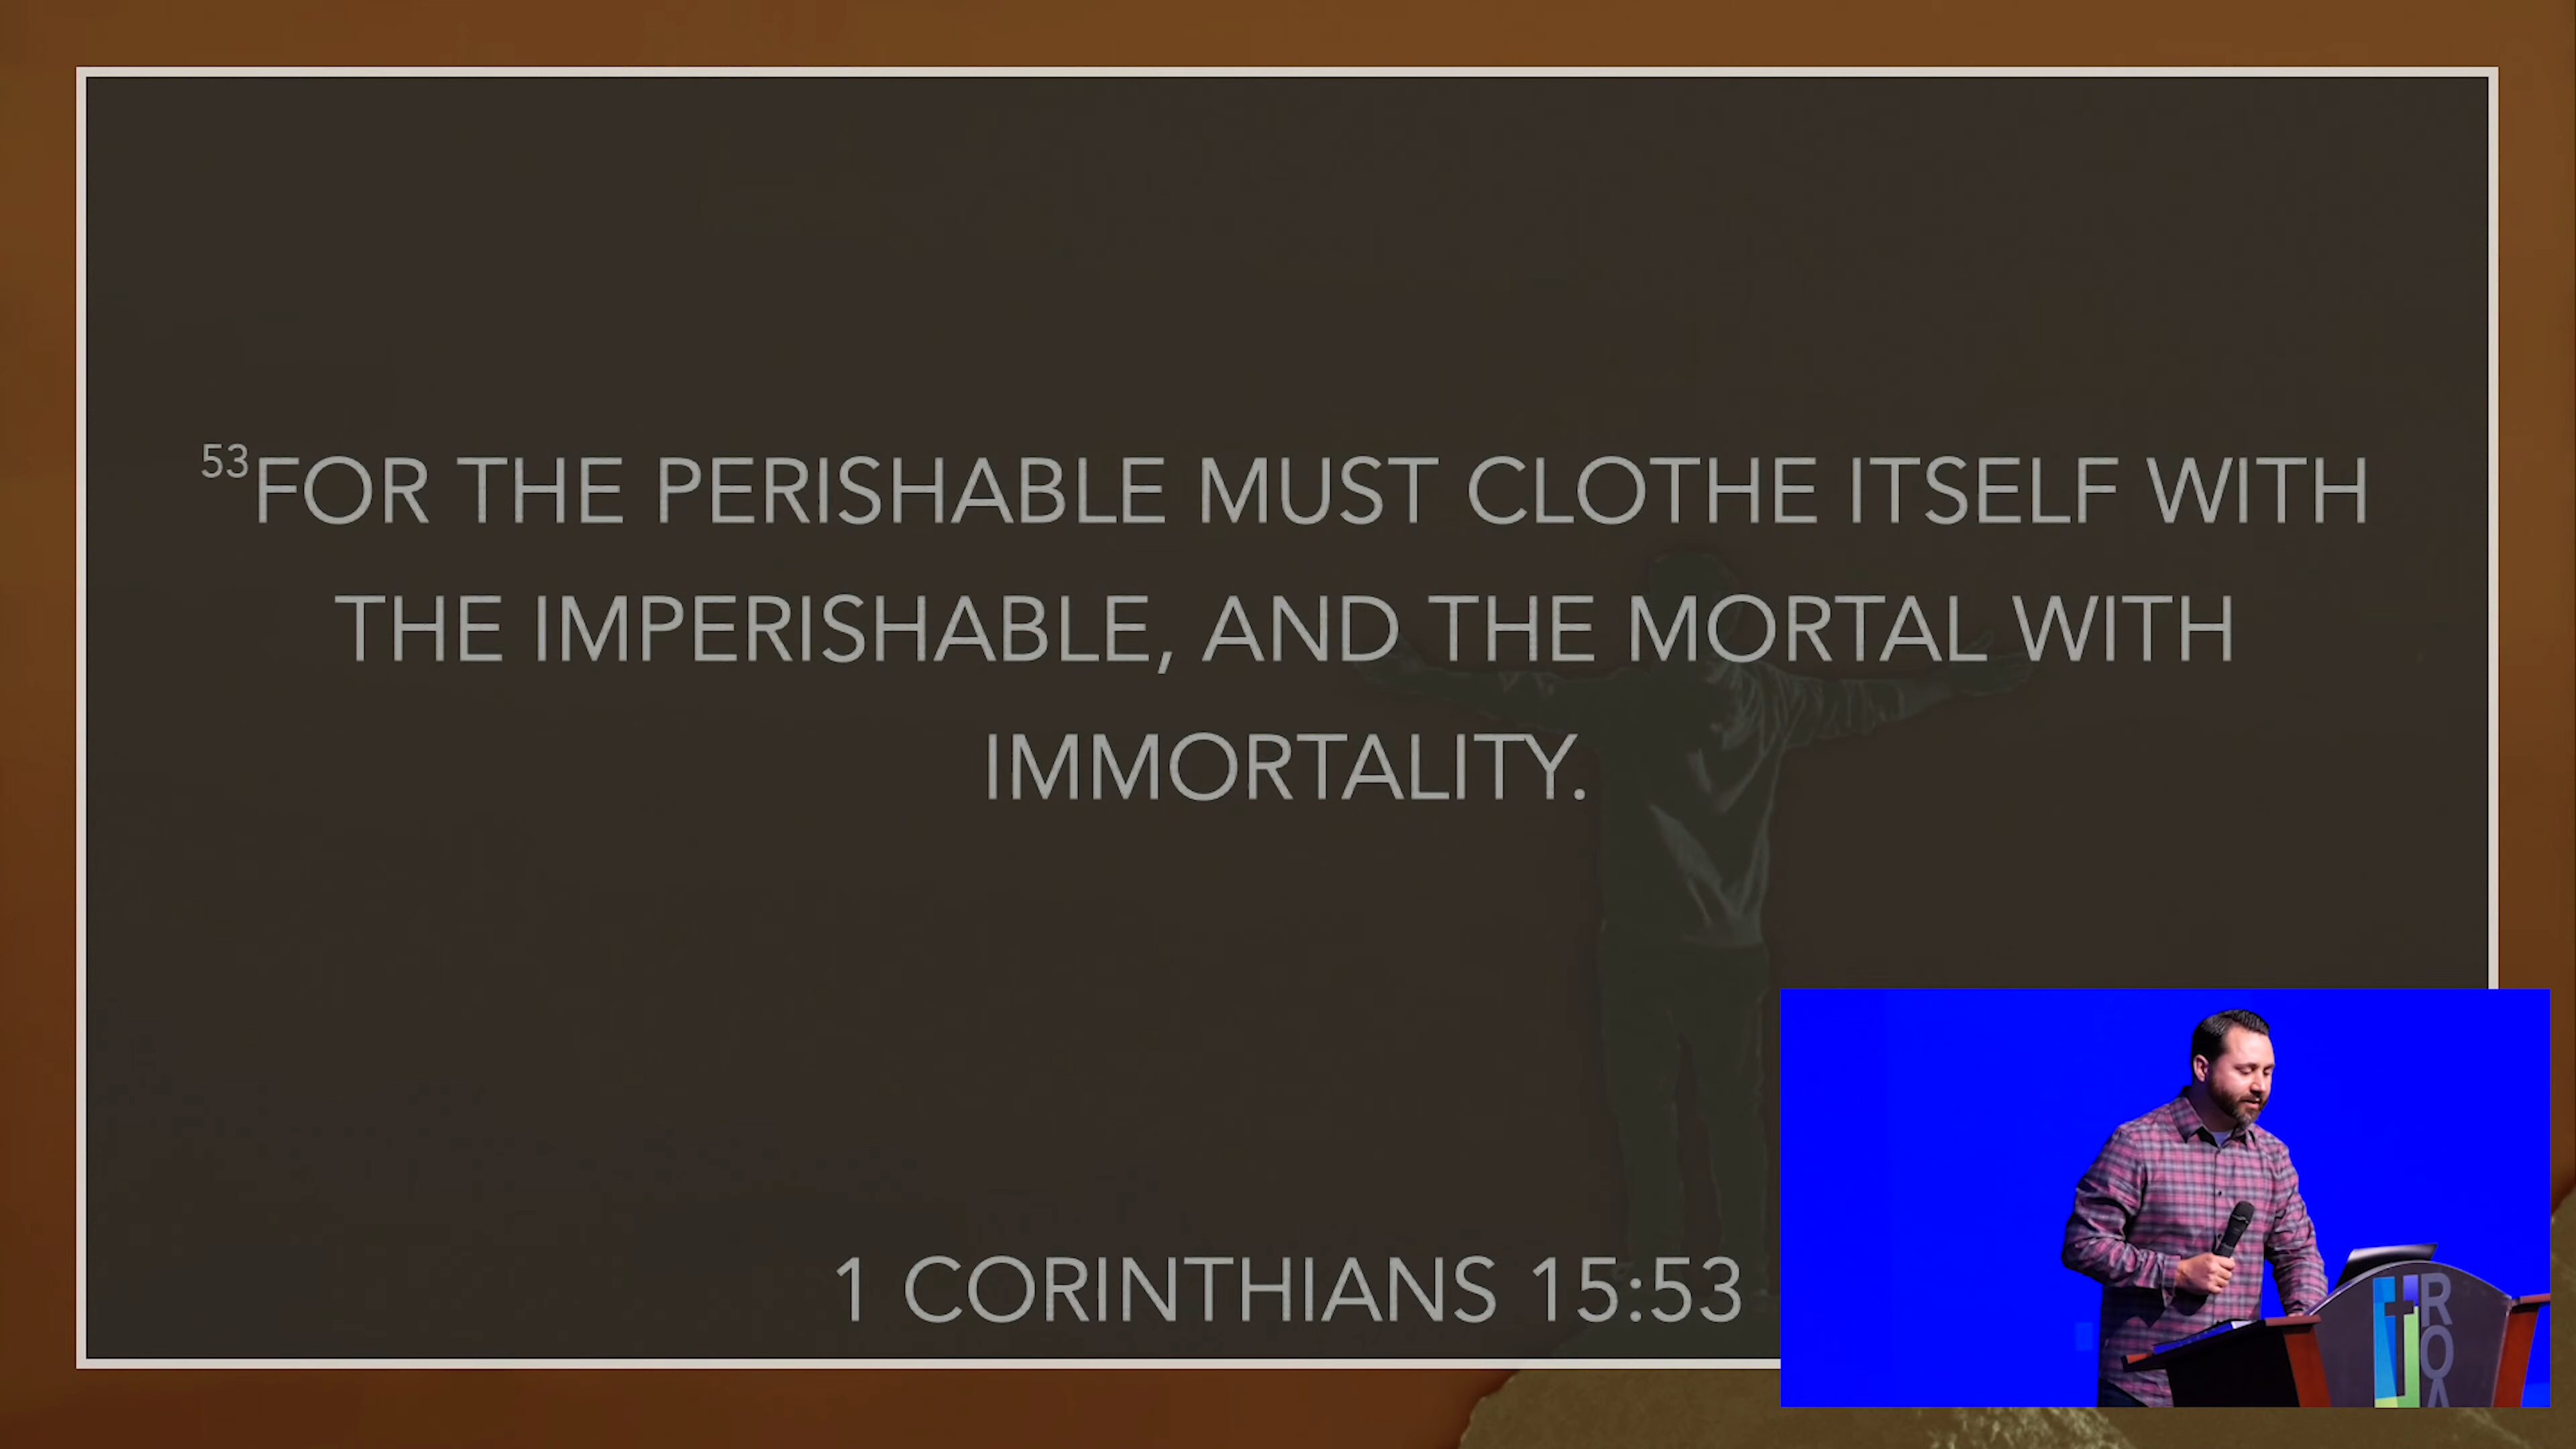 53FOR THE PERISHABLE MUST CLOTHE ITSELF WITH
THE IMPERISHABLE, AND THE MORTAL WITH
IMMORTALITY.
1 CORINTHIANS 15:53